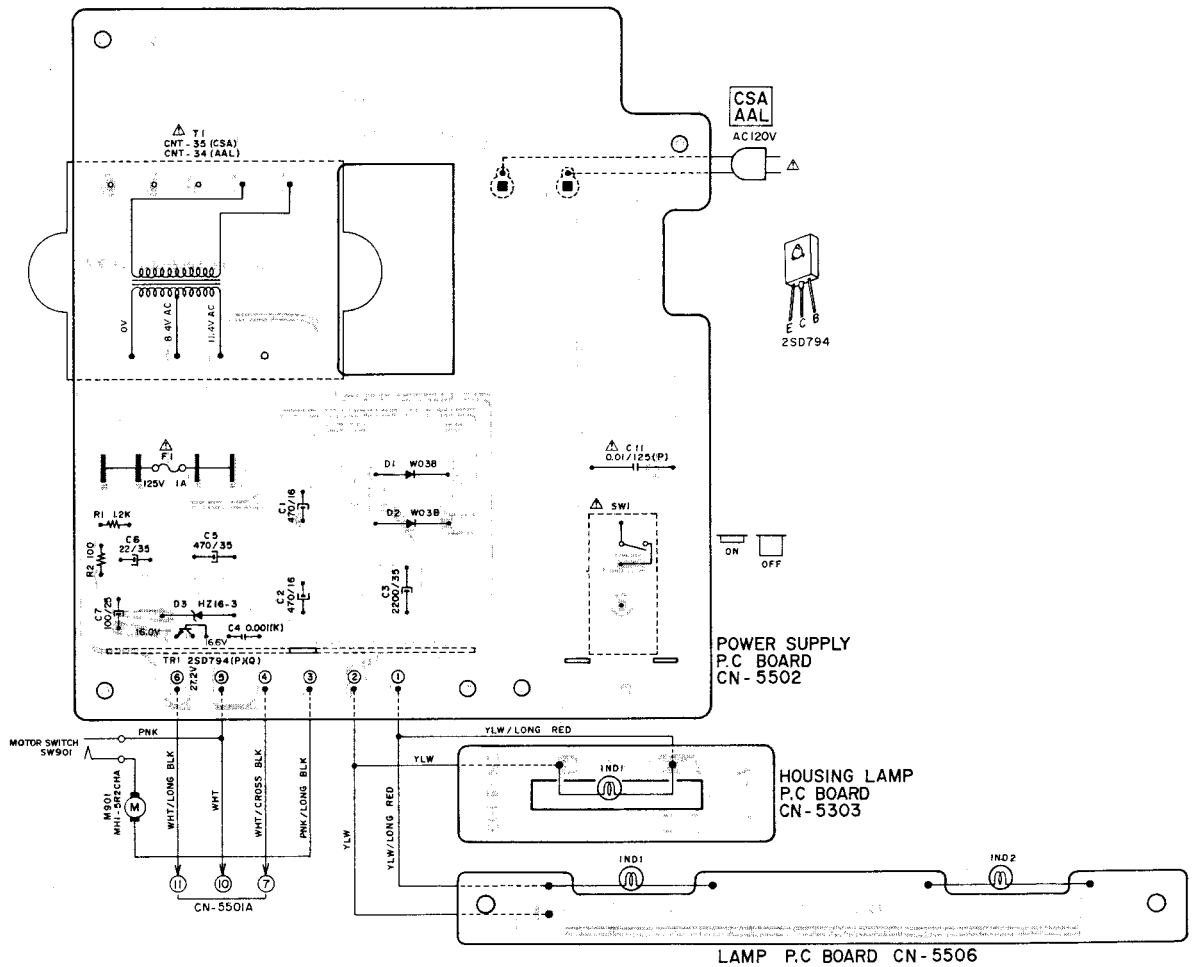 CSA
AAL
AC120V
T1
CNT-35 (CSA)
CNT-34 (AAL)
0V
8.4V AC
11.4V AC
E C B
2SD794
F1
125V 1A
D1 W03B
D2 W03B
C11
0.01/125(P)
SW1
ON
OFF
R1 1.2K
R2 100
C6
22/35
C5
470/35
C1
470/16
C2
470/16
C3
2200/35
C7
100/25
D3 HZ16-3
16.0V
16.6V
C4 0.001(K)
TR1 2SD794(P)(Q)
27.2V
6
5
4
3
2
1
POWER SUPPLY
P.C BOARD
CN-5502
MOTOR SWITCH
SW901
PNK
M901
MHI-5R2CHA
M
WHT/LONG BLK
WHT
WHT/CROSS BLK
PNK/LONG BLK
YLW
YLW/LONG RED
YLW
YLW/LONG RED
11
10
7
CN-5501A
IND1
HOUSING LAMP
P.C BOARD
CN-5303
IND1
IND2
LAMP P.C BOARD CN-5506